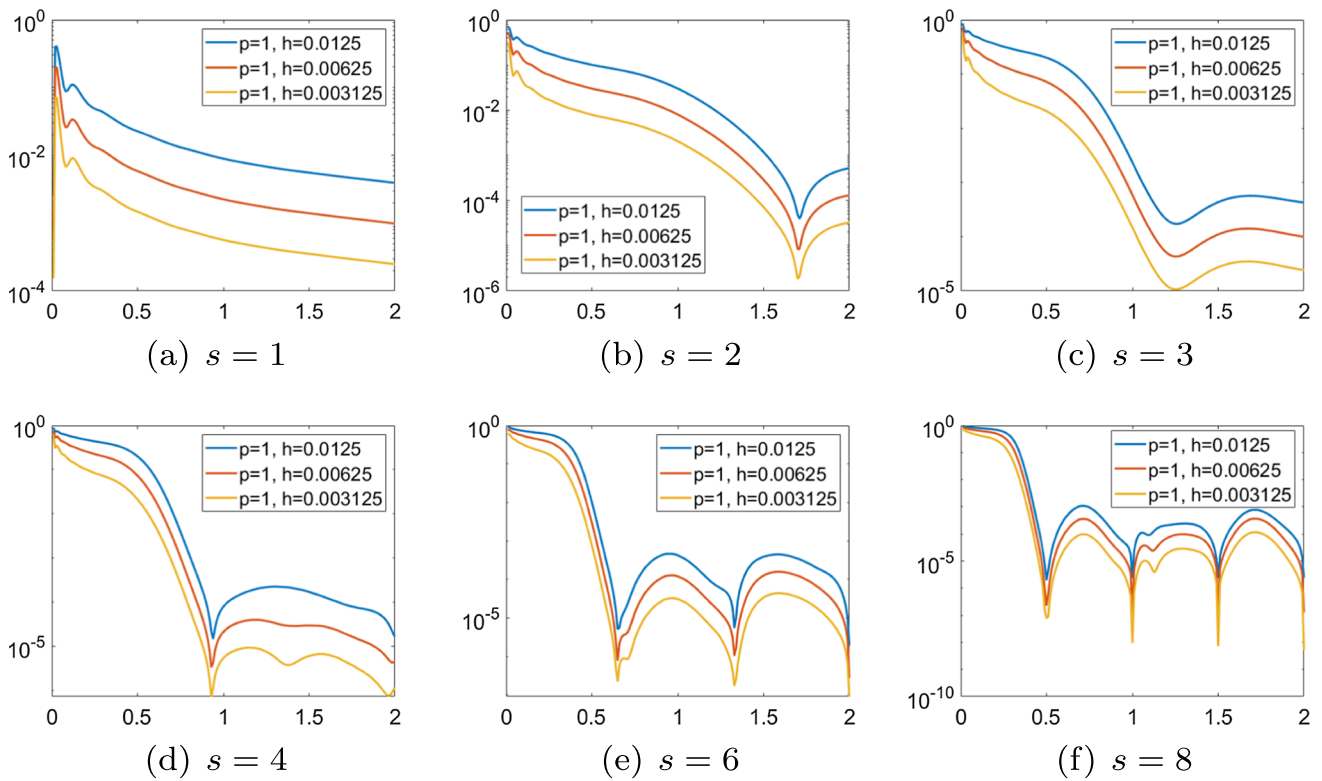 10^0
p=1, h=0.0125
p=1, h=0.00625
p=1, h=0.003125
10^-2
10^-4
0 0.5 1 1.5 2
(a) s = 1
10^0
10^-2
10^-4
p=1, h=0.0125
p=1, h=0.00625
p=1, h=0.003125
10^-6
0 0.5 1 1.5 2
(b) s = 2
10^0
p=1, h=0.0125
p=1, h=0.00625
p=1, h=0.003125
10^-5
0 0.5 1 1.5 2
(c) s = 3
10^0
p=1, h=0.0125
p=1, h=0.00625
p=1, h=0.003125
10^-5
0 0.5 1 1.5 2
(d) s = 4
10^0
p=1, h=0.0125
p=1, h=0.00625
p=1, h=0.003125
10^-5
0 0.5 1 1.5 2
(e) s = 6
10^0
p=1, h=0.0125
p=1, h=0.00625
p=1, h=0.003125
10^-5
10^-10
0 0.5 1 1.5 2
(f) s = 8